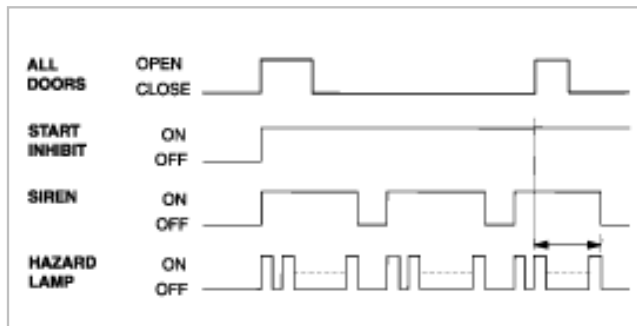 ALL DOORS OPEN
CLOSE
START INHIBIT ON
OFF
SIREN ON
OFF
HAZARD LAMP ON
OFF